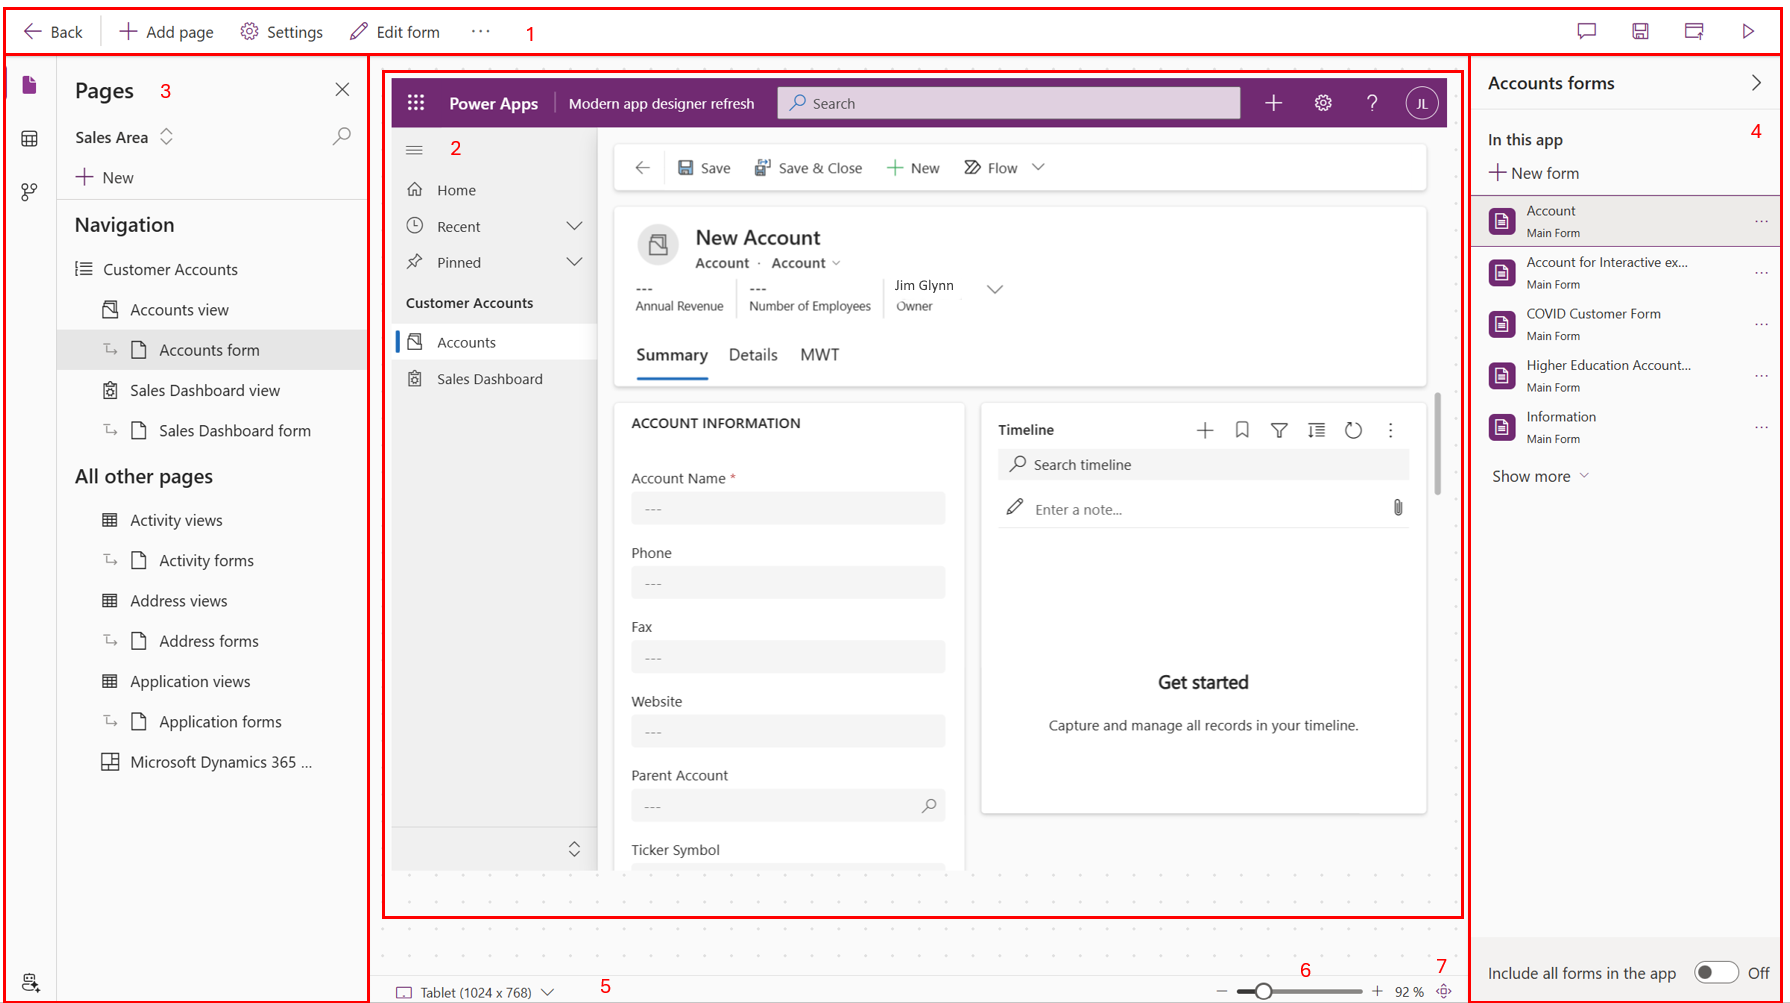 Back
Add page
Settings
Edit form
...
1
Pages
3
Sales Area
New
Navigation
Customer Accounts
Accounts view
Accounts form
Sales Dashboard view
Sales Dashboard form
All other pages
Activity views
Activity forms
Address views
Address forms
Application views
Application forms
Microsoft Dynamics 365 ...
Power Apps
Modern app designer refresh
Search
JL
2
Home
Recent
Pinned
Customer Accounts
Accounts
Sales Dashboard
Save
Save & Close
New
Flow
New Account
Account · Account
---
Annual Revenue
---
Number of Employees
Jim Glynn
Owner
Summary
Details
MWT
ACCOUNT INFORMATION
Account Name *
---
Phone
---
Fax
---
Website
---
Parent Account
---
Ticker Symbol
Timeline
Search timeline
Enter a note...
Get started
Capture and manage all records in your timeline.
Tablet (1024 x 768)
5
6
92 %
7
Accounts forms
4
In this app
New form
Account
Main Form
...
Account for Interactive ex...
Main Form
...
COVID Customer Form
Main Form
...
Higher Education Account...
Main Form
...
Information
Main Form
...
Show more
Include all forms in the app
Off